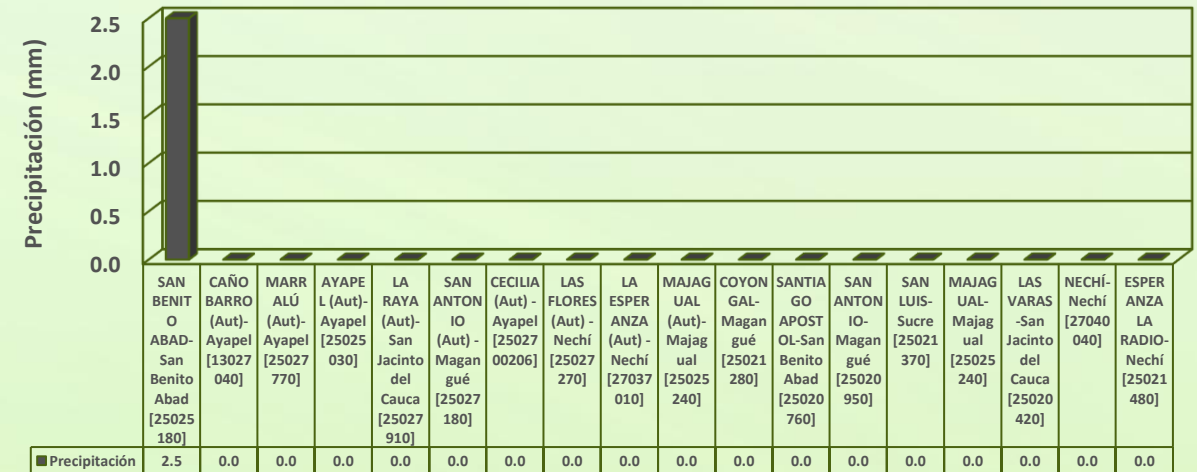 Precipitación (mm)
2.5
2.0
1.5
1.0
0.5
0.0
SAN
BENIT
O
ABAD-
San
Benito
Abad
[25025
180]
CAÑO
BARRO
(Aut)-
Ayapel
[13027
040]
MARR
ALÚ
(Aut)-
Ayapel
[25027
770]
AYAPE
L (Aut)-
Ayapel
[25025
030]
LA
RAYA
(Aut)-
San
Jacinto
del
Cauca
[25027
910]
SAN
ANTON
IO
(Aut) -
Magan
gué
[25027
180]
CECILIA
(Aut) -
Ayapel
[25027
00206]
LAS
FLORES
(Aut) -
Nechí
[25027
270]
LA
ESPER
ANZA
(Aut) -
Nechí
[27037
010]
MAJAG
UAL
(Aut)-
Majag
ual
[25025
240]
COYON
GAL-
Magan
gué
[25021
280]
SANTIA
GO
APOST
OL-San
Benito
Abad
[25020
760]
SAN
ANTON
IO-
Magan
gué
[25020
950]
SAN
LUIS-
Sucre
[25021
370]
MAJAG
UAL-
Majag
ual
[25025
240]
LAS
VARAS
-San
Jacinto
del
Cauca
[25020
420]
NECHÍ-
Nechí
[27040
040]
ESPER
ANZA
LA
RADIO-
Nechí
[25021
480]
Precipitación 2.5 0.0 0.0 0.0 0.0 0.0 0.0 0.0 0.0 0.0 0.0 0.0 0.0 0.0 0.0 0.0 0.0 0.0